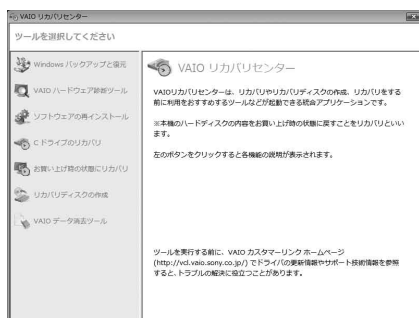 VAIO リカバリセンター
ツールを選択してください
Windows バックアップと復元
VAIO ハードウェア診断ツール
ソフトウェアの再インストール
C ドライブのリカバリ
お買い上げ時の状態にリカバリ
リカバリディスクの作成
VAIO データ消去ツール
VAIO リカバリセンター
VAIOリカバリセンターは、リカバリやリカバリディスクの作成、リカバリをする
前に利用をおすすめするツールなどが起動できる統合アプリケーションです。
※本機のハードディスクの内容をお買い上げ時の状態に戻すことをリカバリといい
ます。
左のボタンをクリックすると各機能の説明が表示されます。
ツールを実行する前に、VAIO カスタマーリンク ホームページ
(http://vcl.vaio.sony.co.jp/) でドライバの更新情報やサポート技術情報を参照
すると、トラブルの解決に役立つことがあります。